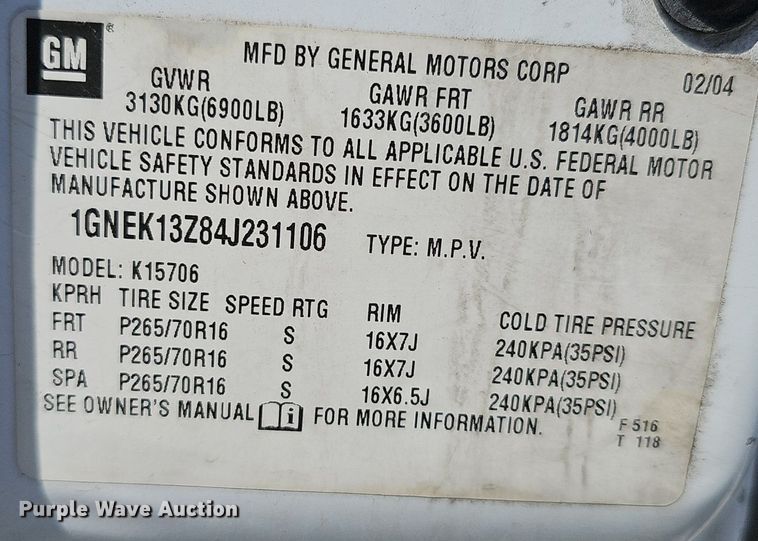 GM®
MFD BY GENERAL MOTORS CORP 02/04
GVWR GAWR FRT GAWR RR
3130KG(6900LB) 1633KG(3600LB) 1814KG(4000LB)
THIS VEHICLE CONFORMS TO ALL APPLICABLE U.S. FEDERAL MOTOR
VEHICLE SAFETY STANDARDS IN EFFECT ON THE DATE OF
MANUFACTURE SHOWN ABOVE.
1GNEK13Z84J231106 TYPE: M.P.V.
MODEL: K15706
KPRH TIRE SIZE SPEED RTG RIM COLD TIRE PRESSURE
FRT P265/70R16 S 16X7J 240KPA(35PSI)
RR P265/70R16 S 16X7J 240KPA(35PSI)
SPA P265/70R16 S 16X6.5J 240KPA(35PSI)
SEE OWNER'S MANUAL i FOR MORE INFORMATION.
F 516
T 118
Purple Wave Auction